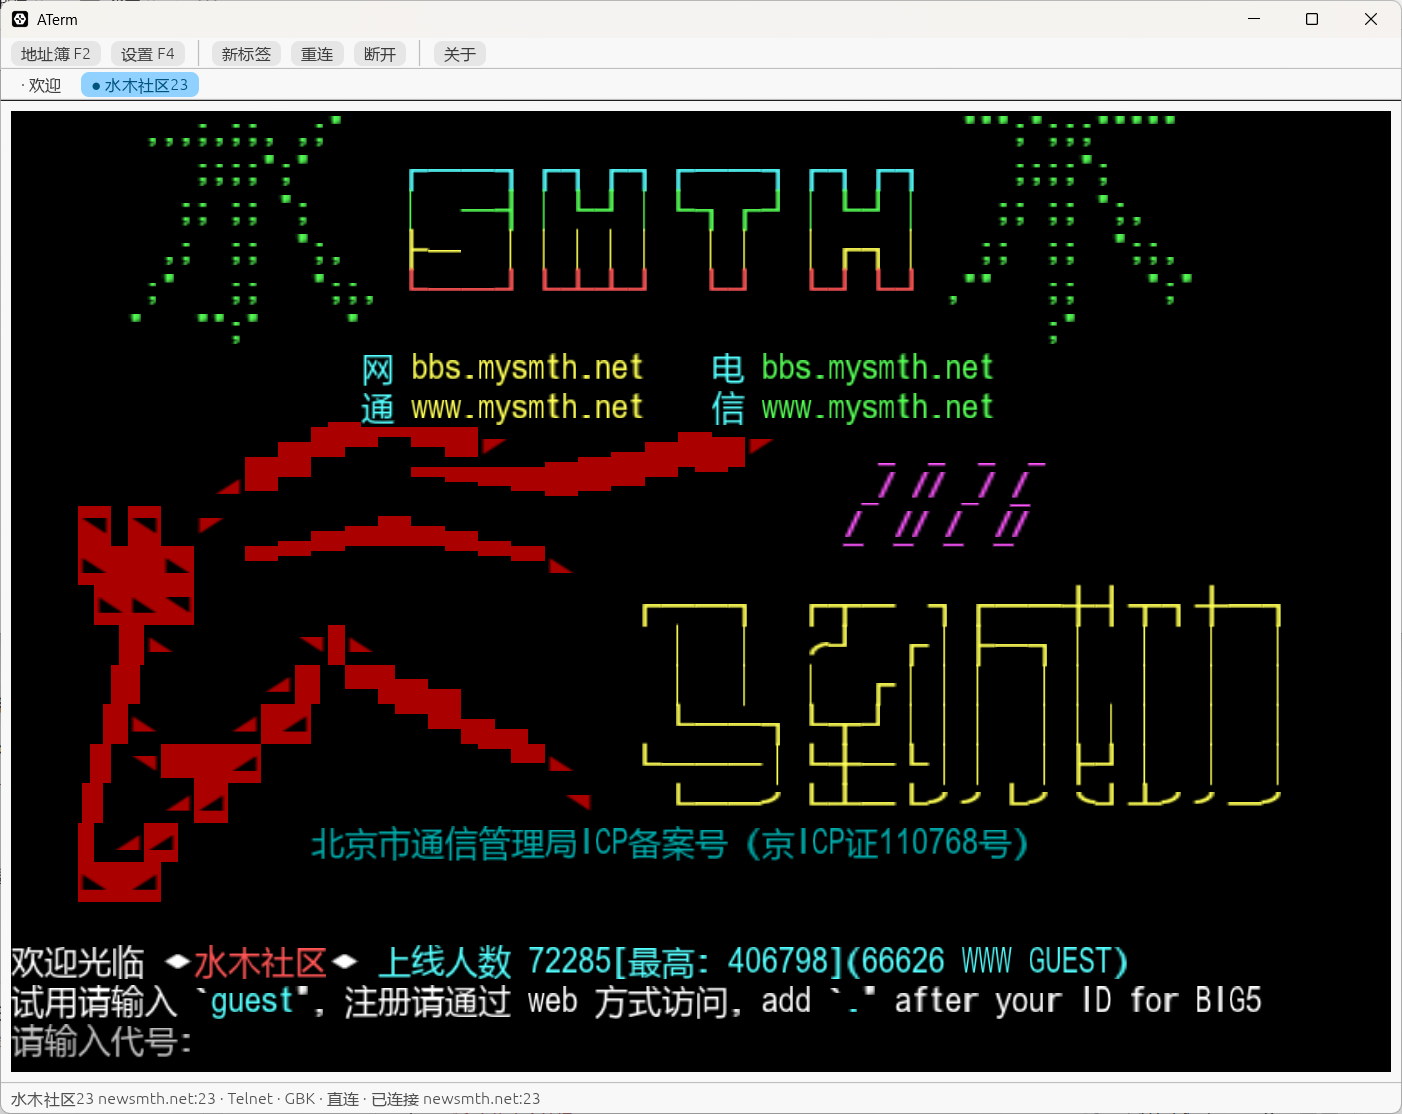 ATerm
地址簿 F2 设置 F4 新标签 重连 断开 关于
· 欢迎 ● 水木社区23
水 SMTH 木
网 bbs.mysmth.net 电 bbs.mysmth.net
通 www.mysmth.net 信 www.mysmth.net
北京市通信管理局ICP备案号（京ICP证110768号）
欢迎光临 ◆水木社区◆ 上线人数 72285[最高: 406798](66626 WWW GUEST)
试用请输入 `guest", 注册请通过 web 方式访问, add `." after your ID for BIG5
请输入代号:
水木社区23 newsmth.net:23 · Telnet · GBK · 直连 · 已连接 newsmth.net:23